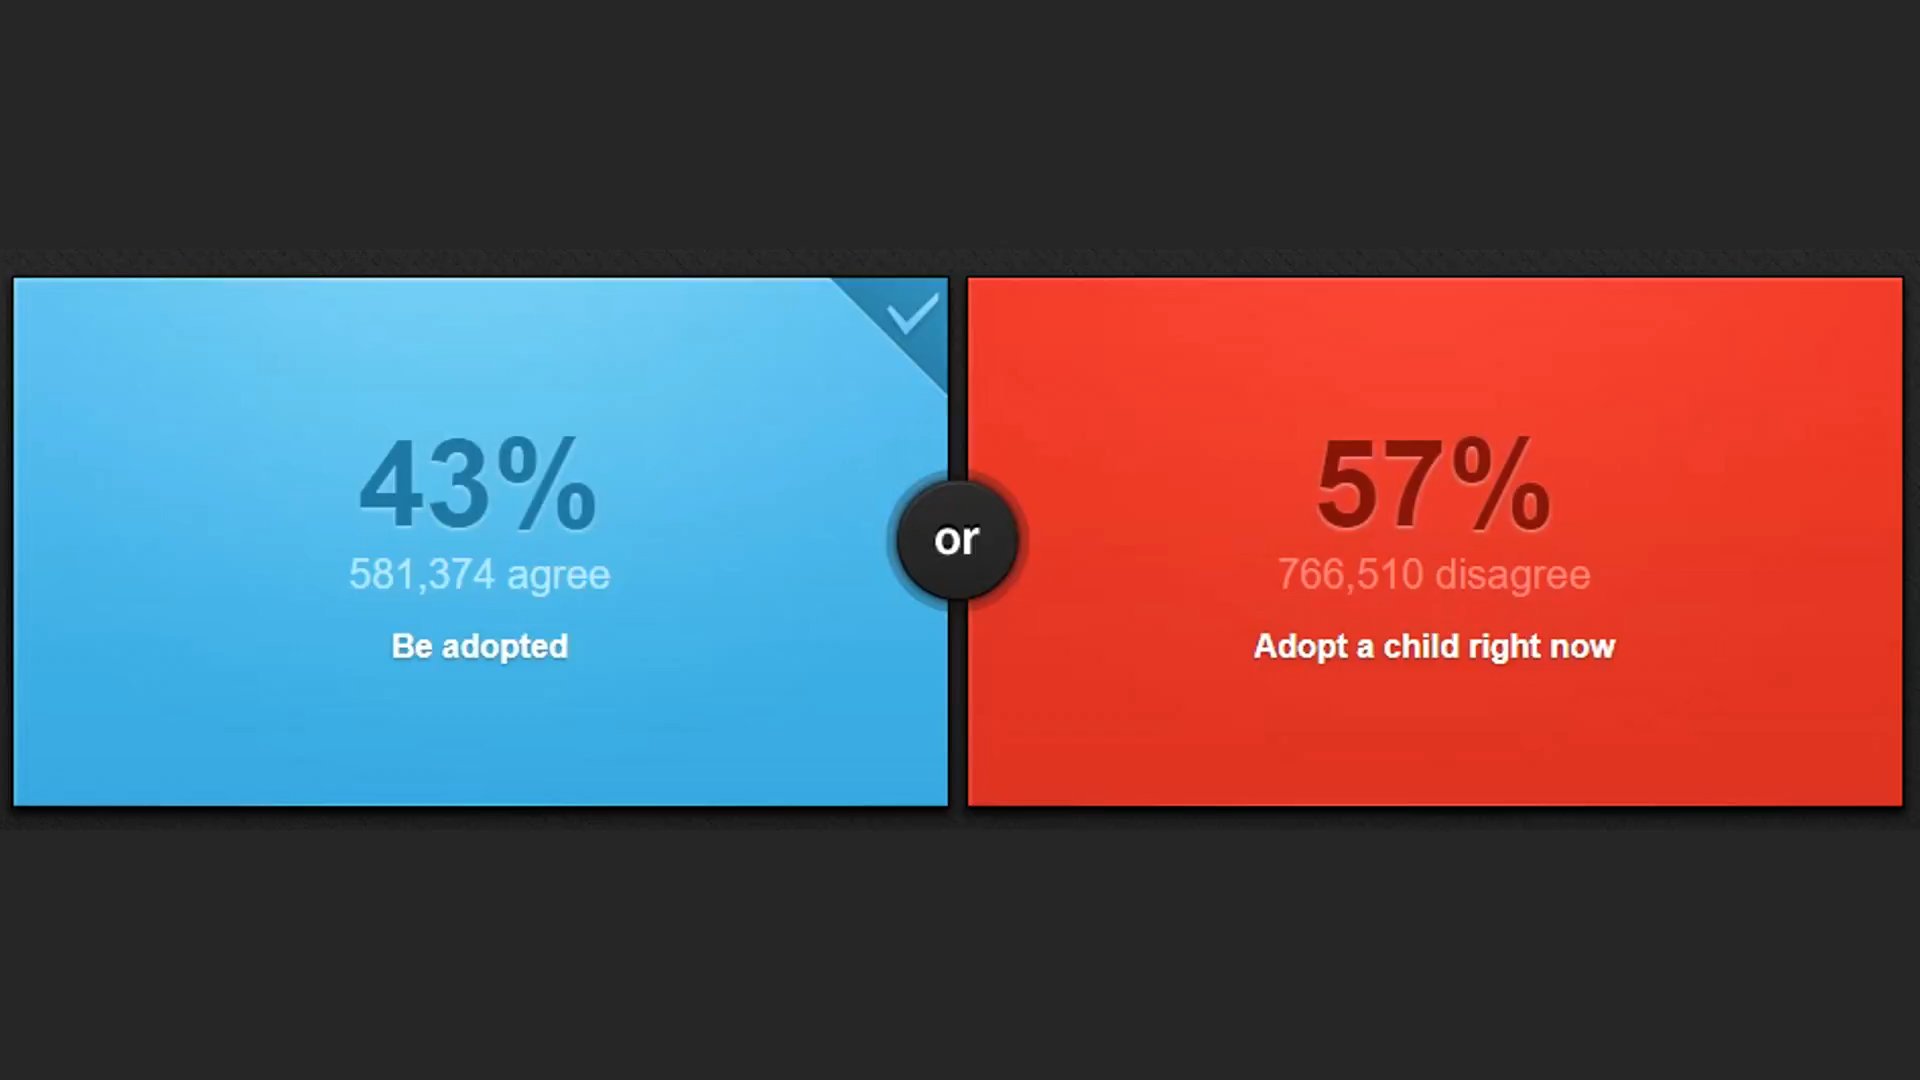 43%
581,374 agree
Be adopted
or
57%
766,510 disagree
Adopt a child right now